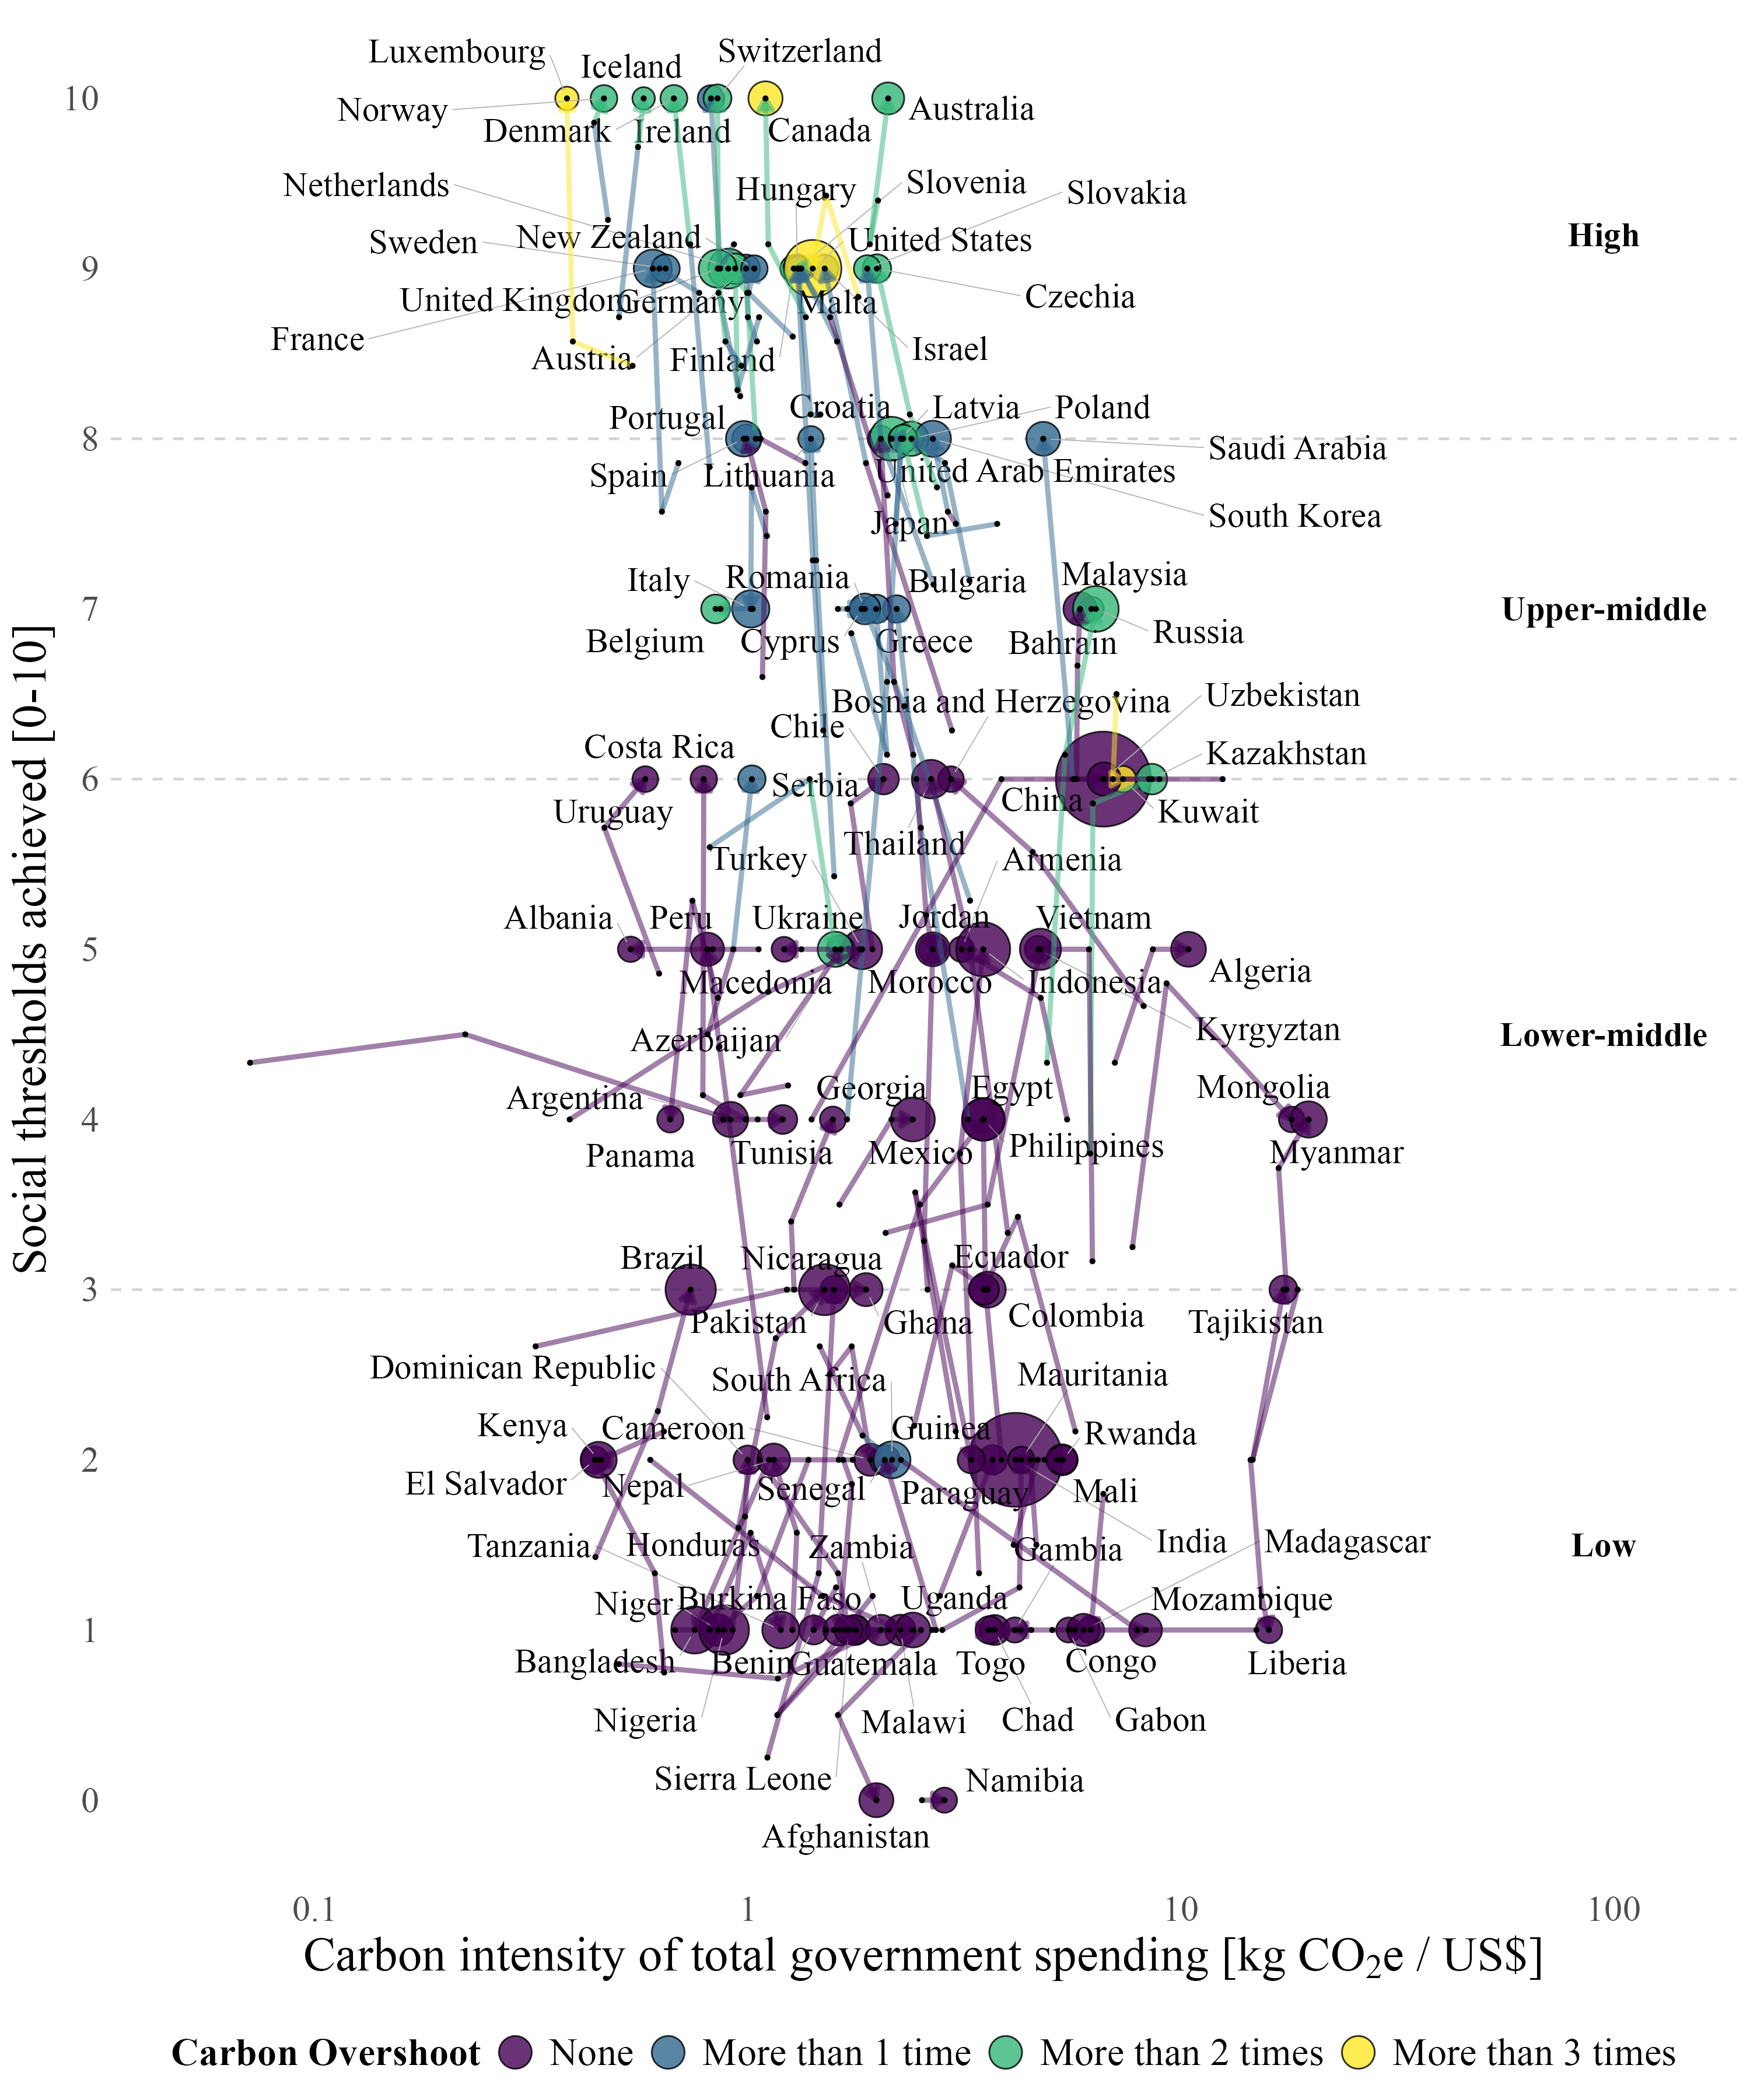 Luxembourg
Switzerland
Iceland
10
Norway
Australia
Denmark
Ireland
Canada
Netherlands
Hungary
Slovenia
Slovakia
High
Sweden
New Zealand
United States
9
United Kingdom
Germany
Malta
Czechia
France
Austria
Finland
Israel
Portugal
Croatia
Latvia
Poland
8
Saudi Arabia
Spain
Lithuania
United Arab Emirates
Japan
South Korea
Italy
Romania
Bulgaria
Malaysia
7
Upper-middle
Belgium
Cyprus
Greece
Bahrain
Russia
Bosnia and Herzegovina
Uzbekistan
Chile
Costa Rica
Kazakhstan
6
Serbia
China
Uruguay
Kuwait
Thailand
Turkey
Armenia
Albania
Peru
Ukraine
Jordan
Vietnam
5
Algeria
Macedonia
Morocco
Indonesia
Azerbaijan
Kyrgyztan
Lower-middle
Argentina
Georgia
Egypt
Mongolia
4
Panama
Tunisia
Mexico
Philippines
Myanmar
Brazil
Nicaragua
Ecuador
3
Pakistan
Ghana
Colombia
Tajikistan
Dominican Republic
South Africa
Mauritania
Kenya
Cameroon
Guinea
Rwanda
2
El Salvador
Nepal
Senegal
Paraguay
Mali
Tanzania
Honduras
Zambia
Gambia
India
Madagascar
Low
Niger
Burkina Faso
Uganda
Mozambique
1
Bangladesh
Benin
Guatemala
Togo
Congo
Liberia
Nigeria
Malawi
Chad
Gabon
Sierra Leone
Namibia
0
Afghanistan
Social thresholds achieved [0-10]
0.1 1 10 100
Carbon intensity of total government spending [kg CO₂e / US$]
Carbon Overshoot None More than 1 time More than 2 times More than 3 times